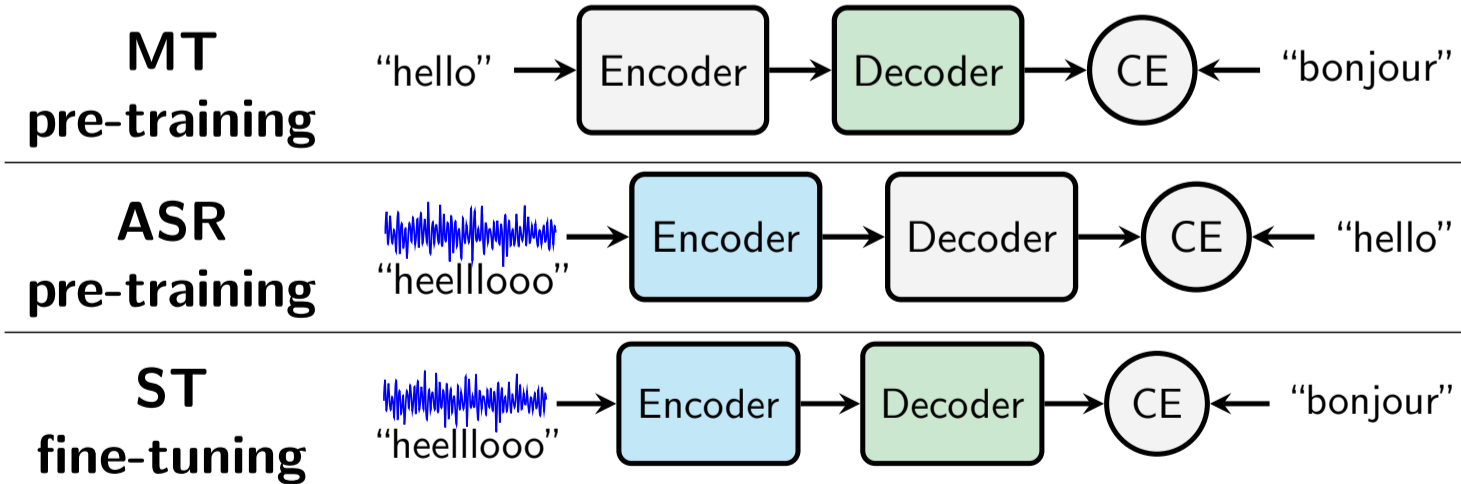 MT
pre-training
“hello”
Encoder
Decoder
CE
“bonjour”
ASR
pre-training
“heelllooo”
Encoder
Decoder
CE
“hello”
ST
fine-tuning
“heelllooo”
Encoder
Decoder
CE
“bonjour”